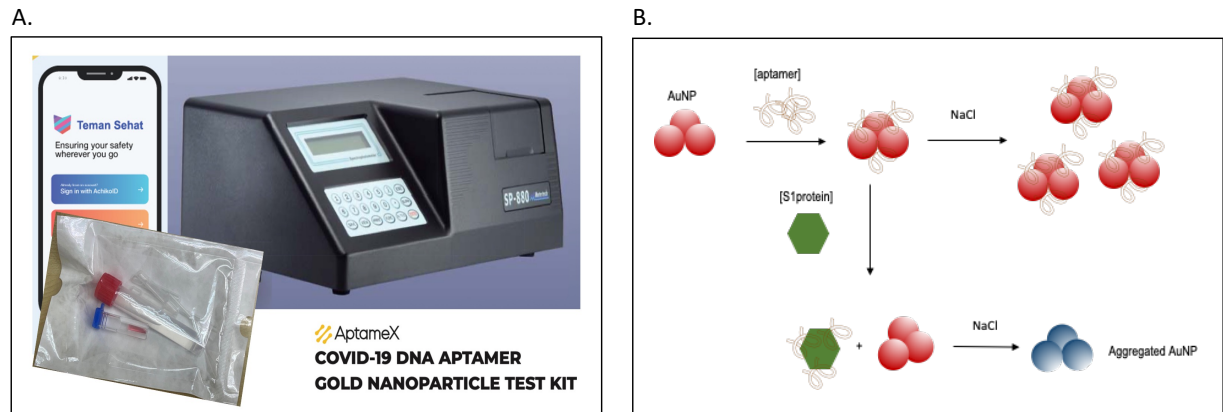 A.
Teman Sehat
Ensuring your safety
wherever you go
Sign in with AchikoID
SP-880
AptameX
COVID-19 DNA APTAMER
GOLD NANOPARTICLE TEST KIT
B.
[aptamer]
AuNP
NaCl
[S1protein]
+
NaCl
Aggregated AuNP